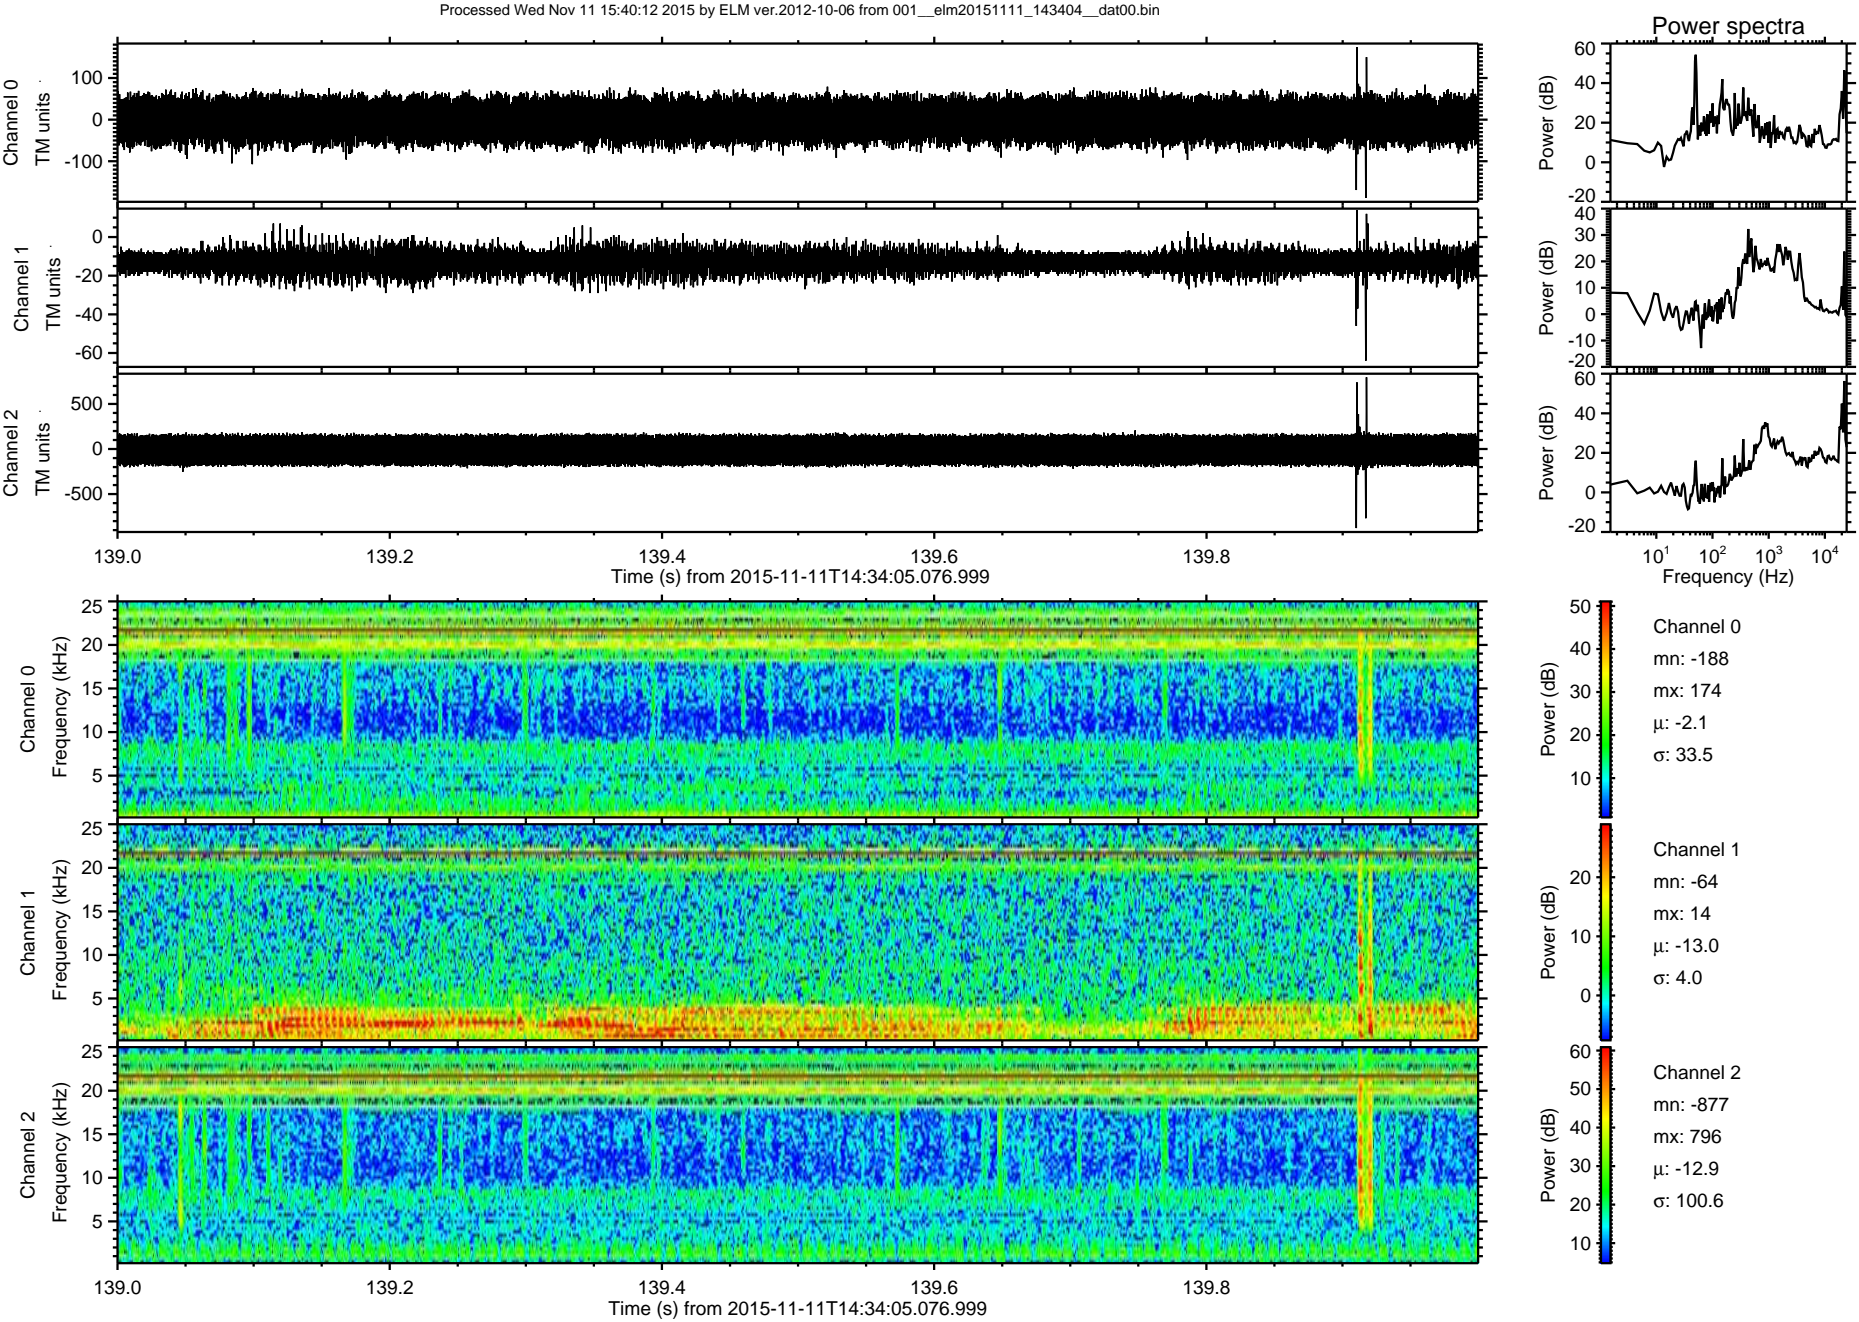 Processed Wed Nov 11 15:40:12 2015 by ELM ver.2012-10-06 from 001__elm20151111_143404__dat00.bin
Power spectra
Channel 0
TM units
100
0
-100
Power (dB)
60
40
20
0
-20
Channel 1
TM units
0
-20
-40
-60
Power (dB)
40
30
20
10
0
-10
-20
Channel 2
TM units
500
0
-500
Power (dB)
60
40
20
0
-20
139.0 139.2 139.4 139.6 139.8
Time (s) from 2015-11-11T14:34:05.076.999
10^1 10^2 10^3 10^4
Frequency (Hz)
Channel 0
Frequency (kHz)
25
20
15
10
5
Power (dB)
50
40
30
20
10
Channel 0
mn: -188
mx: 174
μ: -2.1
σ: 33.5
Channel 1
Frequency (kHz)
25
20
15
10
5
Power (dB)
20
10
0
Channel 1
mn: -64
mx: 14
μ: -13.0
σ: 4.0
Channel 2
Frequency (kHz)
25
20
15
10
5
Power (dB)
60
50
40
30
20
10
Channel 2
mn: -877
mx: 796
μ: -12.9
σ: 100.6
139.0 139.2 139.4 139.6 139.8
Time (s) from 2015-11-11T14:34:05.076.999